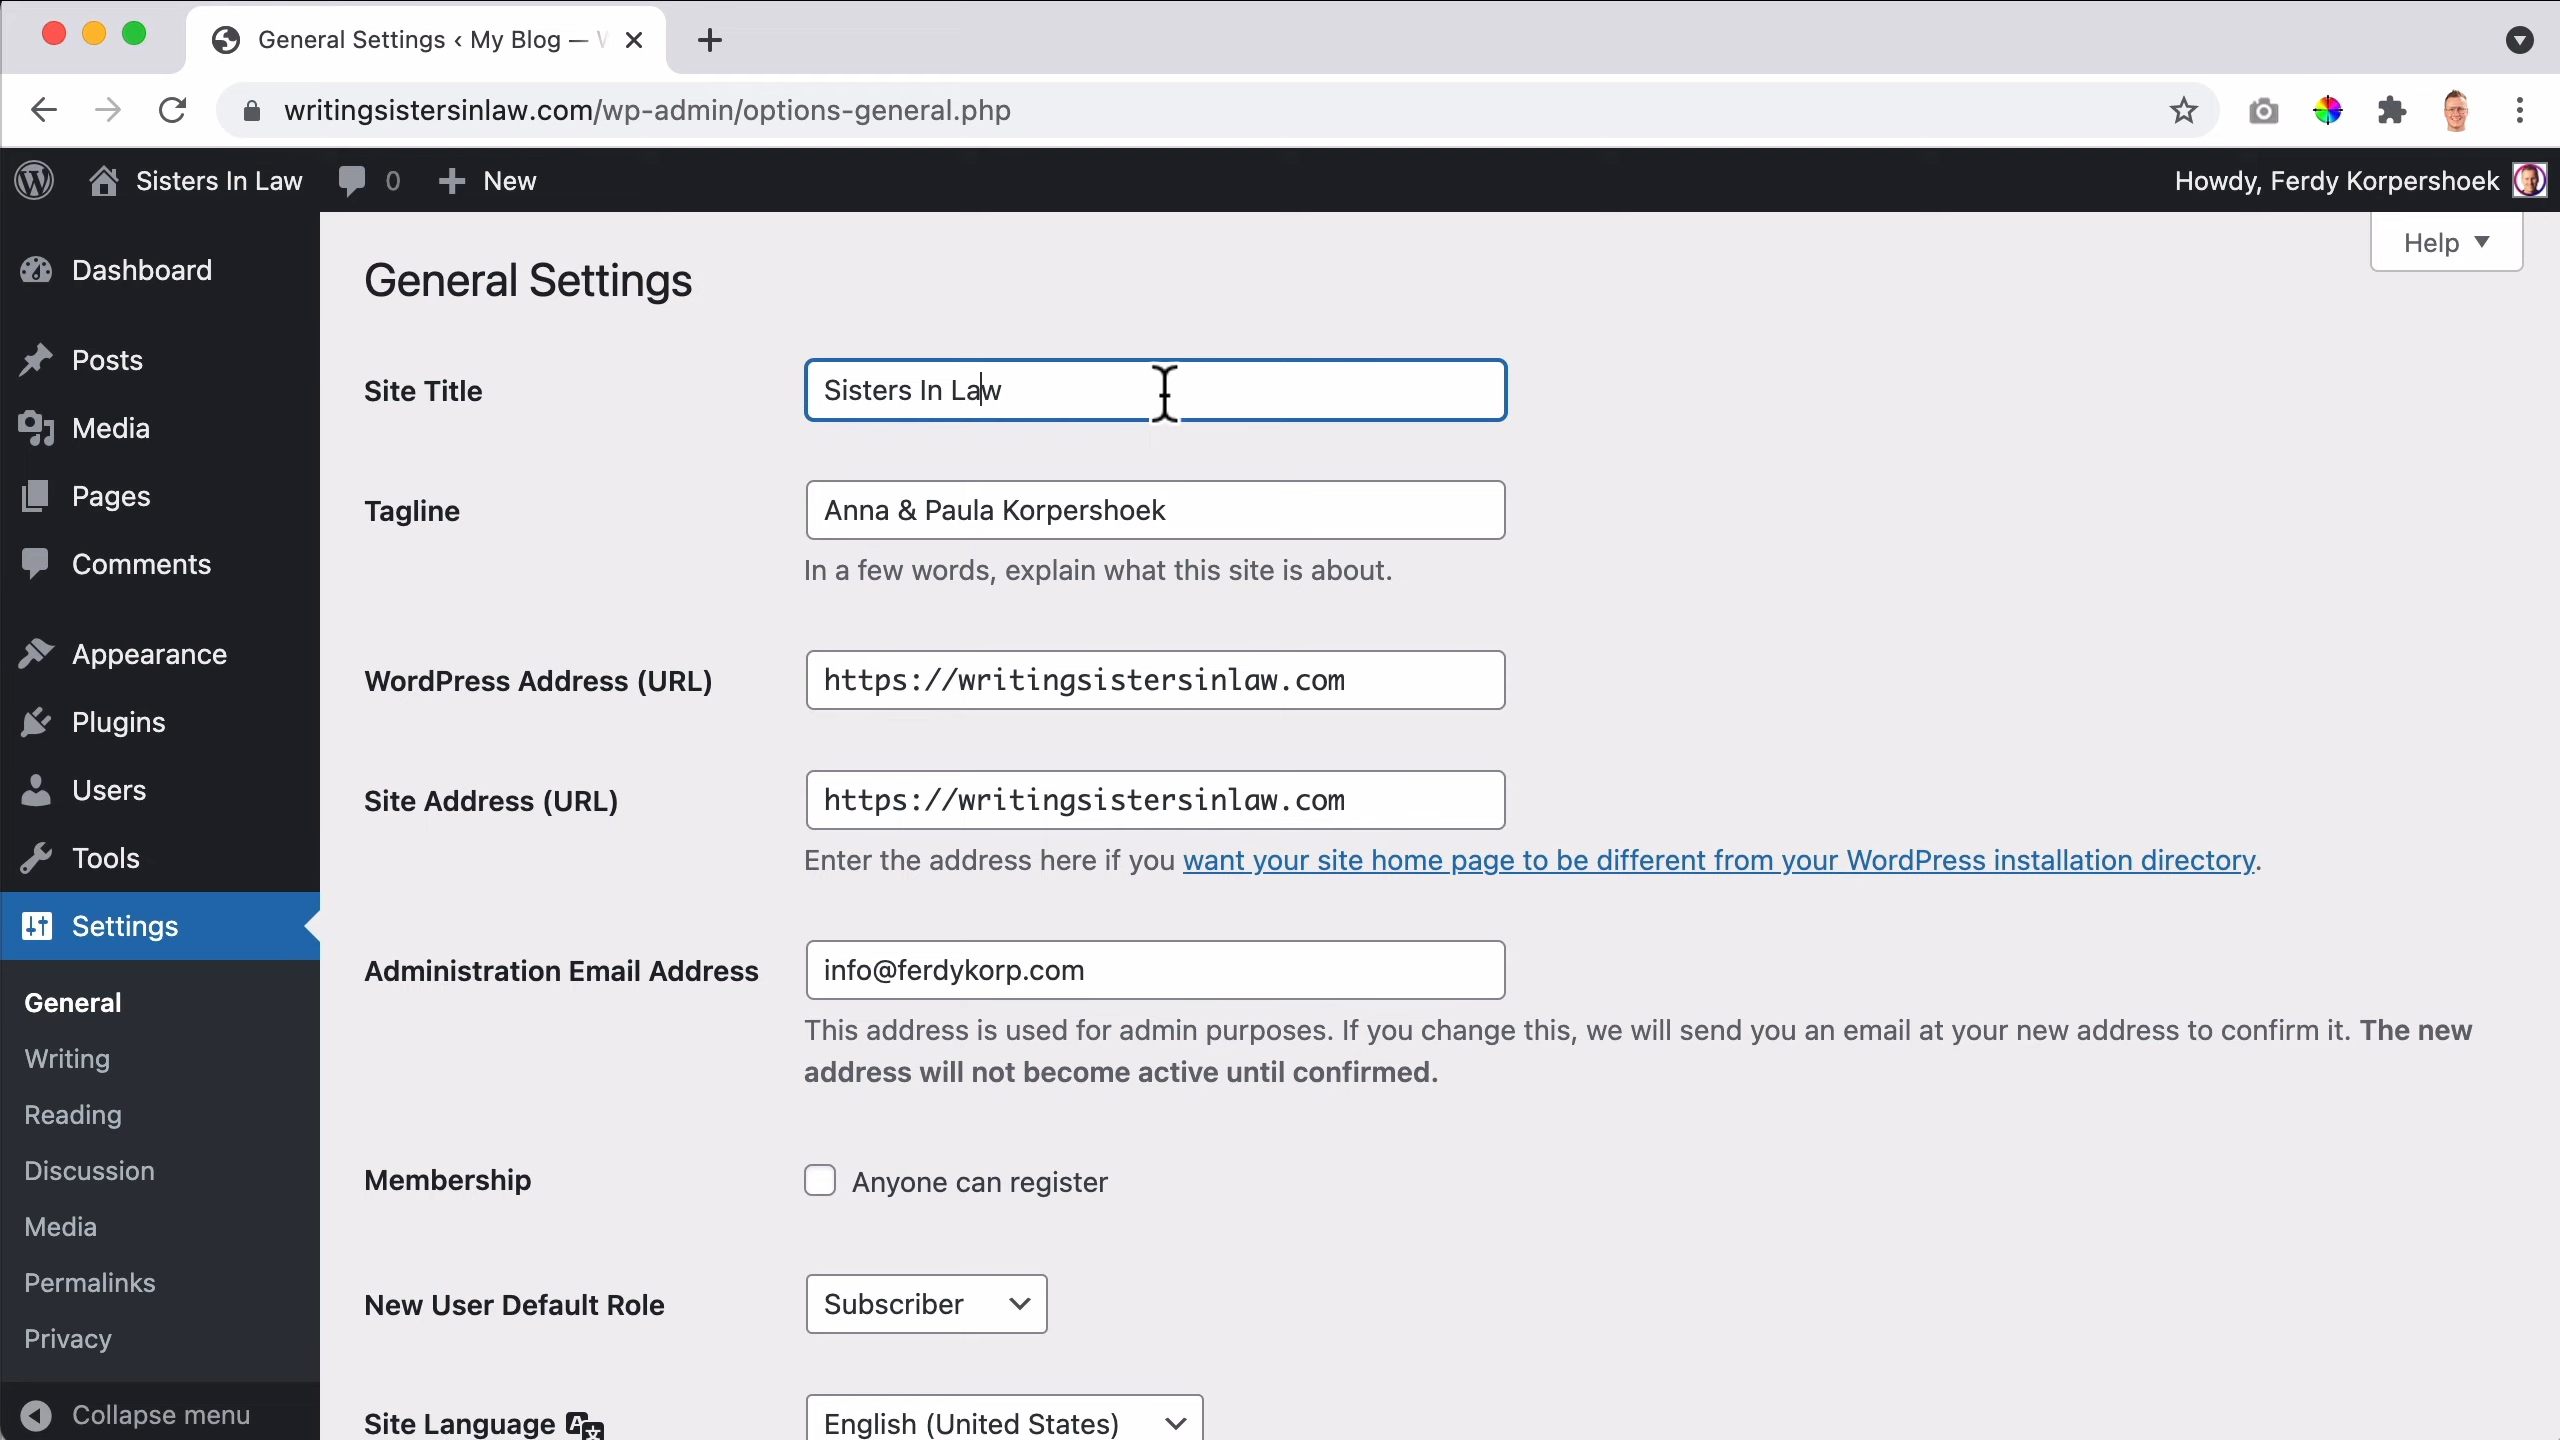 General Settings ‹ My Blog —
writingsistersinlaw.com/wp-admin/options-general.php
Sisters In Law 0 New Howdy, Ferdy Korpershoek
Help
Dashboard
Posts
Media
Pages
Comments
Appearance
Plugins
Users
Tools
Settings
General
Writing
Reading
Discussion
Media
Permalinks
Privacy
Collapse menu
General Settings
Site Title Sisters In Law
Tagline Anna & Paula Korpershoek
In a few words, explain what this site is about.
WordPress Address (URL) https://writingsistersinlaw.com
Site Address (URL) https://writingsistersinlaw.com
Enter the address here if you want your site home page to be different from your WordPress installation directory.
Administration Email Address info@ferdykorp.com
This address is used for admin purposes. If you change this, we will send you an email at your new address to confirm it. The new
address will not become active until confirmed.
Membership Anyone can register
New User Default Role Subscriber
Site Language English (United States)